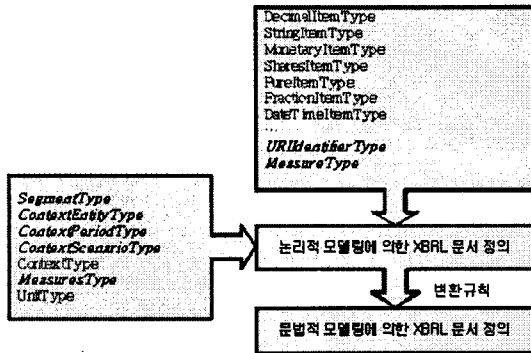 DecimalItemType
StringItemType
MonetaryItemType
SharesItemType
PureItemType
FractionItemType
DateTimeItemType
...
URIIdentifierType
MeasureType
SegmentType
ContextEntityType
ContextPeriodType
ContextScenarioType
ContextType
MeasuresType
UnitType
논리적 모델링에 의한 XBRL 문서 정의
변환규칙
문법적 모델링에 의한 XBRL 문서 정의